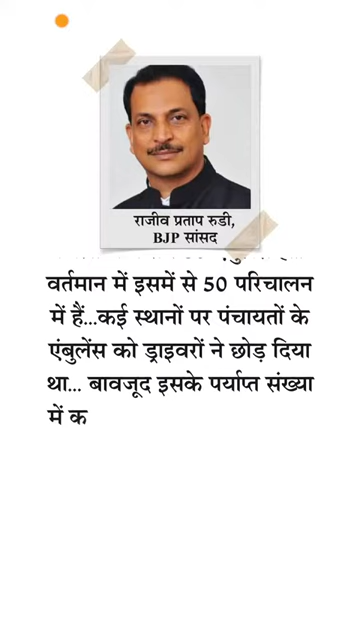 राजीव प्रताप रुडी,
BJP सांसद
वर्तमान में इसमें से 50 परिचालन
में हैं...कई स्थानों पर पंचायतों के
एंबुलेंस को ड्राइवरों ने छोड़ दिया
था... बावजूद इसके पर्याप्त संख्या
में क